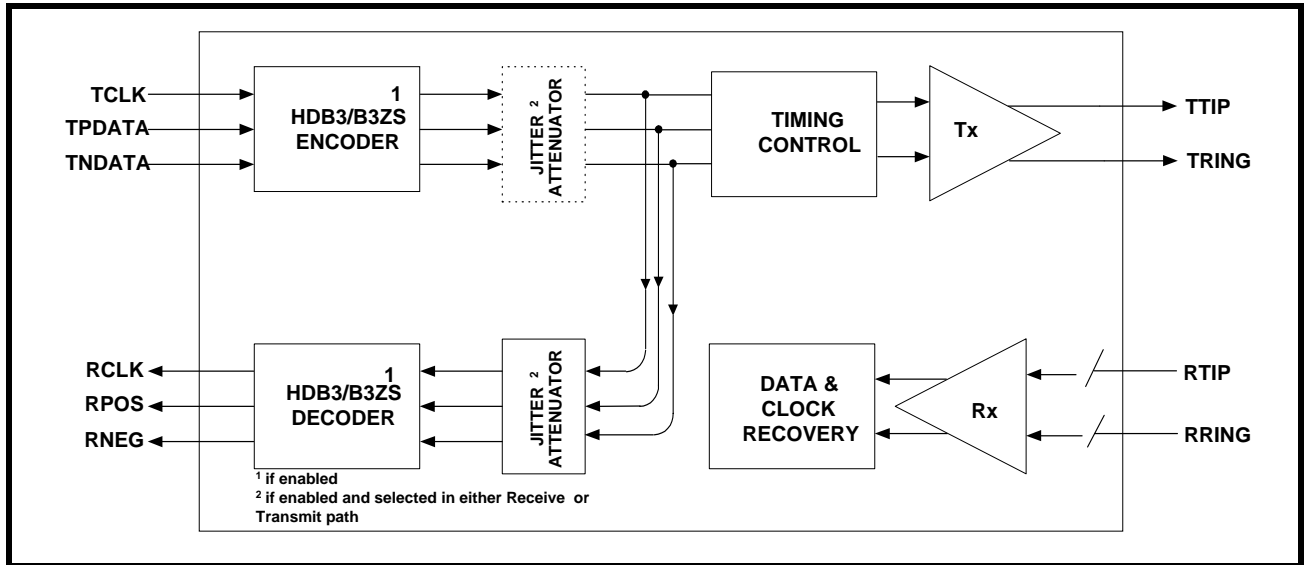 TCLK
TPDATA
TNDATA
1
HDB3/B3ZS
ENCODER
JITTER 2
ATTENUATOR
TIMING
CONTROL
Tx
TTIP
TRING
RCLK
RPOS
RNEG
1
HDB3/B3ZS
DECODER
JITTER 2
ATTENUATOR
DATA &
CLOCK
RECOVERY
Rx
RTIP
RRING
1 if enabled
2 if enabled and selected in either Receive or
Transmit path